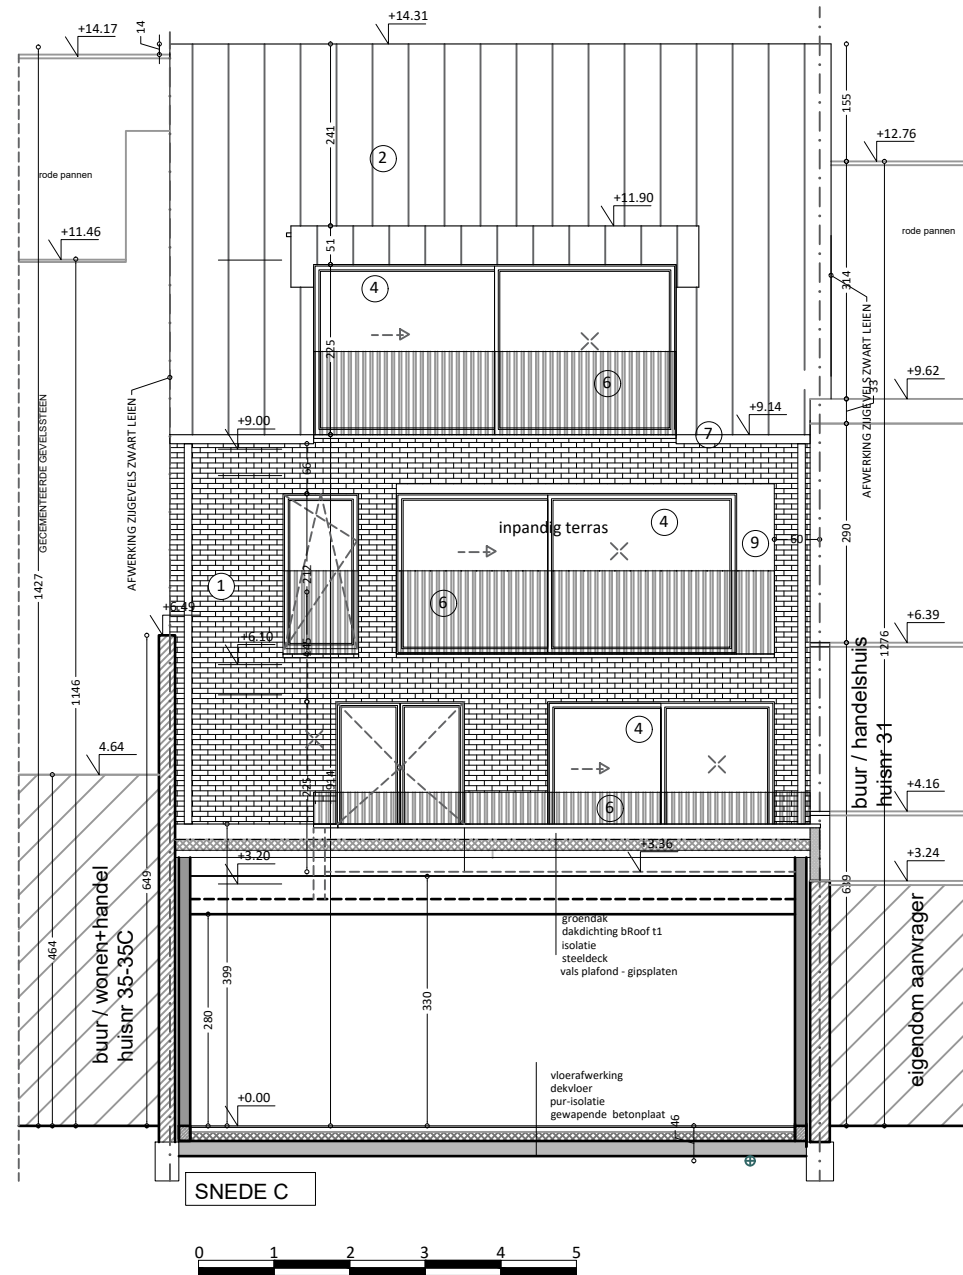 +14.31
+14.17
14
155
241
+12.76
2
rode pannen
+11.90
+11.46
51
rode pannen
314
4
225
6
AFWERKING ZIJGEVELS ZWART LEIEN
+9.62
33
+9.00
+9.14
7
66
GECEMENTEERDE GEVELSSTEEN
AFWERKING ZIJGEVELS ZWART LEIEN
inpandig terras
4
9
60
290
1427
212
1
6
+6.49
+6.10
445
+6.39
1276
1146
buur / handelshuis
huisnr 31
4.64
4
225
914
6
+4.16
+3.20
+3.36
+3.24
649
639
464
buur / wonen+handel
huisnr 35-35C
399
280
330
groendak
dakdichting bRoof t1
isolatie
steeldeck
vals plafond - gipsplaten
eigendom aanvrager
+0.00
vloerafwerking
dekvloer
pur-isolatie
gewapende betonplaat
46
SNEDE C
0 1 2 3 4 5